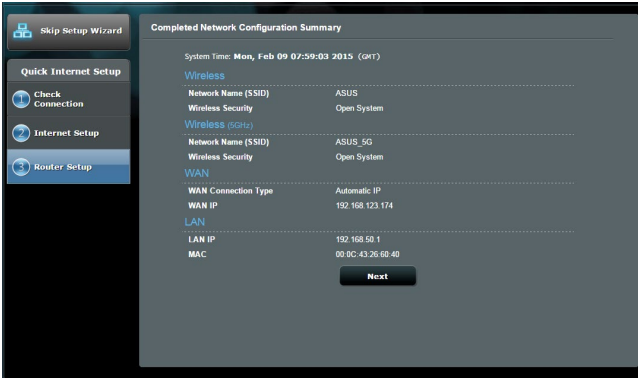 Skip Setup Wizard
Quick Internet Setup
1 Check Connection
2 Internet Setup
3 Router Setup
Completed Network Configuration Summary
System Time: Mon, Feb 09 07:59:03 2015 (GMT)
Wireless
Network Name (SSID) ASUS
Wireless Security Open System
Wireless (5GHz)
Network Name (SSID) ASUS_5G
Wireless Security Open System
WAN
WAN Connection Type Automatic IP
WAN IP 192.168.123.174
LAN
LAN IP 192.168.50.1
MAC 00:0C:43:26:60:40
Next